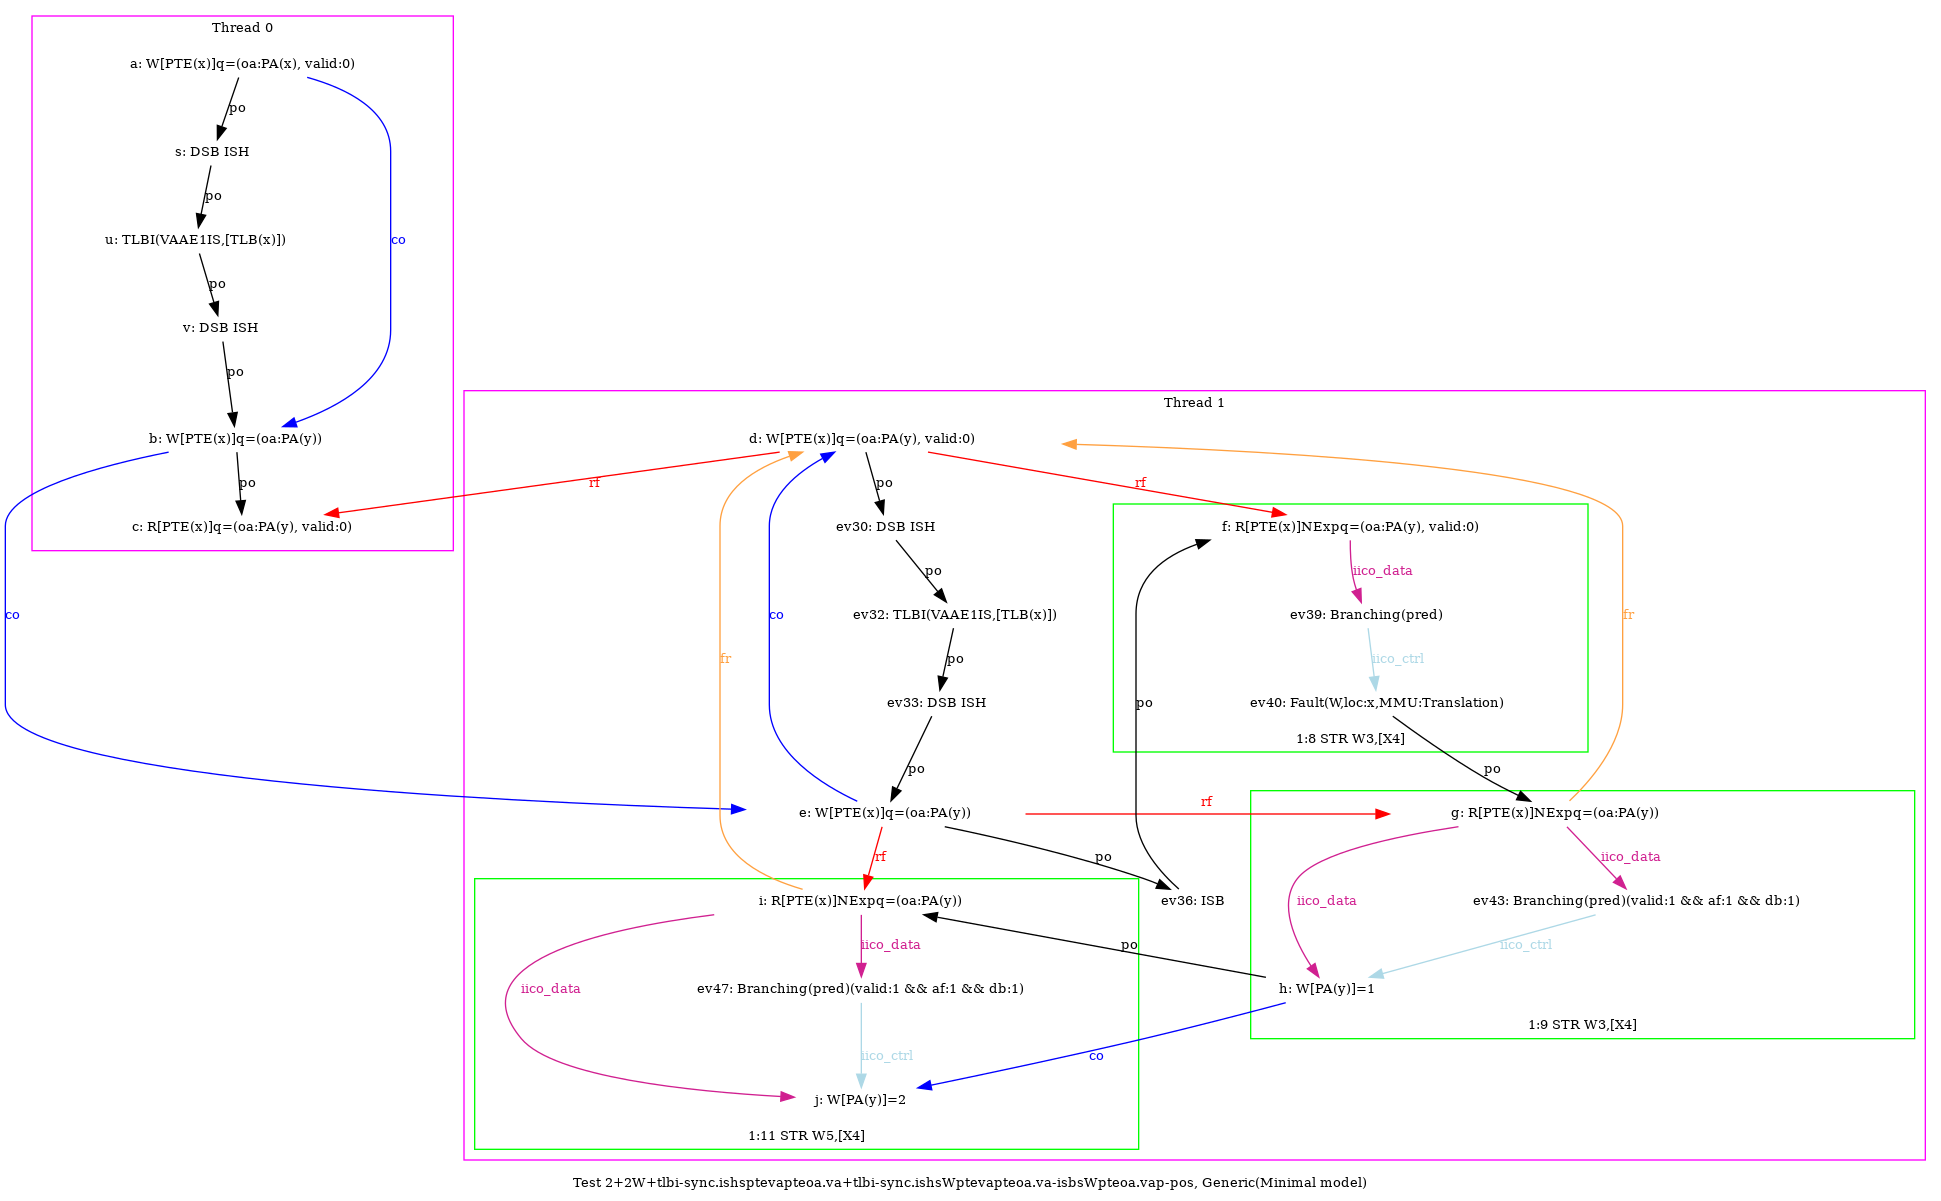 Thread 0
a: W[PTE(x)]q=(oa:PA(x), valid:0)
po
s: DSB ISH
po
u: TLBI(VAAE1IS,[TLB(x)])
co
po
v: DSB ISH
po
b: W[PTE(x)]q=(oa:PA(y))
po
c: R[PTE(x)]q=(oa:PA(y), valid:0)
co
Thread 1
d: W[PTE(x)]q=(oa:PA(y), valid:0)
rf
po
rf
ev30: DSB ISH
f: R[PTE(x)]NExpq=(oa:PA(y), valid:0)
po
iico_data
co
ev32: TLBI(VAAE1IS,[TLB(x)])
ev39: Branching(pred)
fr
fr
po
iico_ctrl
ev33: DSB ISH
po
ev40: Fault(W,loc:x,MMU:Translation)
1:8 STR W3,[X4]
po
po
rf
e: W[PTE(x)]q=(oa:PA(y))
g: R[PTE(x)]NExpq=(oa:PA(y))
rf
po
iico_data
i: R[PTE(x)]NExpq=(oa:PA(y))
ev36: ISB
iico_data
ev43: Branching(pred)(valid:1 && af:1 && db:1)
iico_data
po
iico_ctrl
iico_data
ev47: Branching(pred)(valid:1 && af:1 && db:1)
h: W[PA(y)]=1
1:9 STR W3,[X4]
iico_ctrl
co
j: W[PA(y)]=2
1:11 STR W5,[X4]
Test 2+2W+tlbi-sync.ishsptevapteoa.va+tlbi-sync.ishsWptevapteoa.va-isbsWpteoa.vap-pos, Generic(Minimal model)